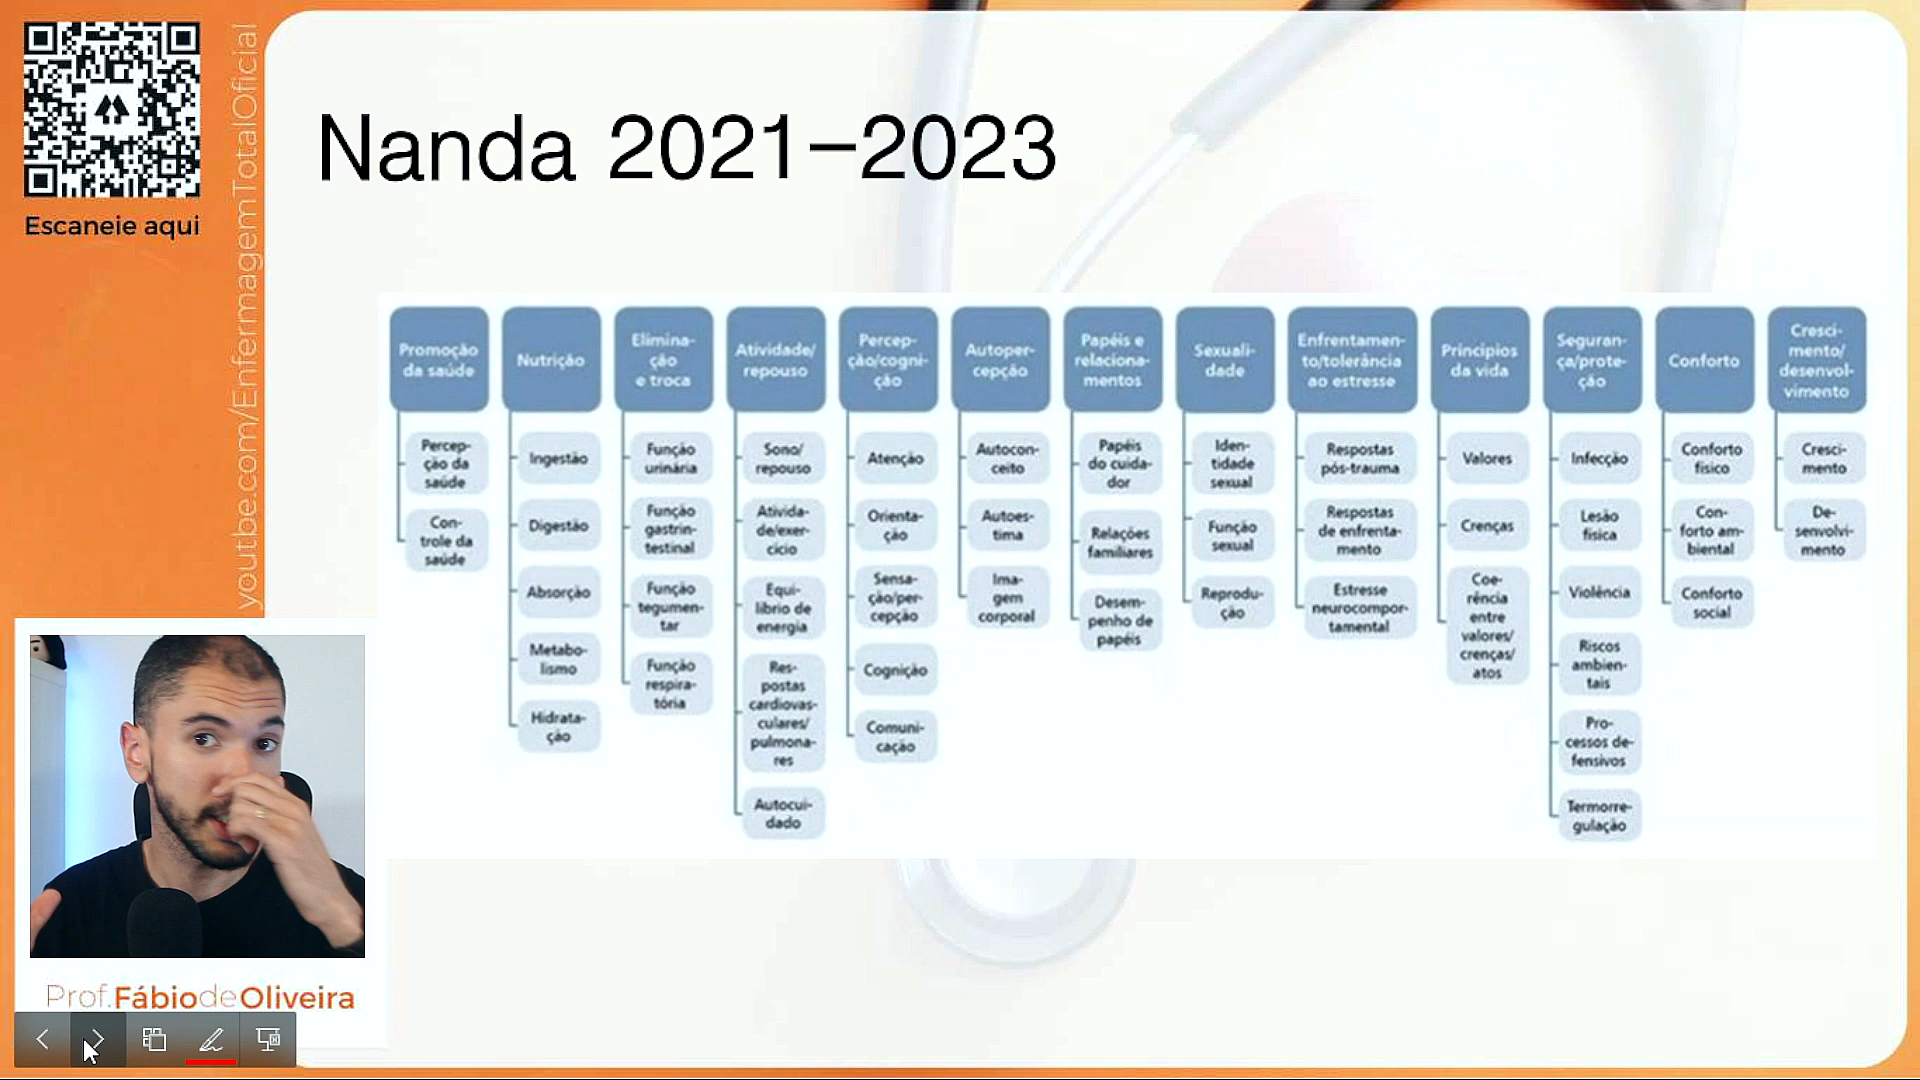 Escaneie aqui
youtbe.com/EnfermagemTotalOficial
Nanda 2021–2023
Promoção
da saúde
Percep-
ção da
saúde
Con-
trole da
saúde
Nutrição
Ingestão
Digestão
Absorção
Metabo-
lismo
Hidrata-
ção
Elimina-
ção
e troca
Função
urinária
Função
gastrin-
testinal
Função
tegumen-
tar
Função
respira-
tória
Atividade/
repouso
Sono/
repouso
Ativida-
de/exer-
cício
Equi-
líbrio de
energia
Res-
postas
cardiovas-
culares/
pulmona-
res
Autocui-
dado
Percep-
ção/cogni-
ção
Atenção
Orienta-
ção
Sensa-
ção/per-
cepção
Cognição
Comuni-
cação
Autoper-
cepção
Autocon-
ceito
Autoes-
tima
Ima-
gem
corporal
Papéis e
relaciona-
mentos
Papéis
do cuida-
dor
Relações
familiares
Desem-
penho de
papéis
Sexuali-
dade
Iden-
tidade
sexual
Função
sexual
Reprodu-
ção
Enfrentamen-
to/tolerância
ao estresse
Respostas
pós-trauma
Respostas
de enfrenta-
mento
Estresse
neurocompor-
tamental
Princípios
da vida
Valores
Crenças
Coe-
rência
entre
valores/
crenças/
atos
Seguran-
ça/prote-
ção
Infecção
Lesão
física
Violência
Riscos
ambien-
tais
Pro-
cessos de-
fensivos
Termorre-
gulação
Conforto
Conforto
físico
Con-
forto am-
biental
Conforto
social
Cresci-
mento/
desenvol-
vimento
Cresci-
mento
De-
senvolvi-
mento
Prof.FábiodeOliveira